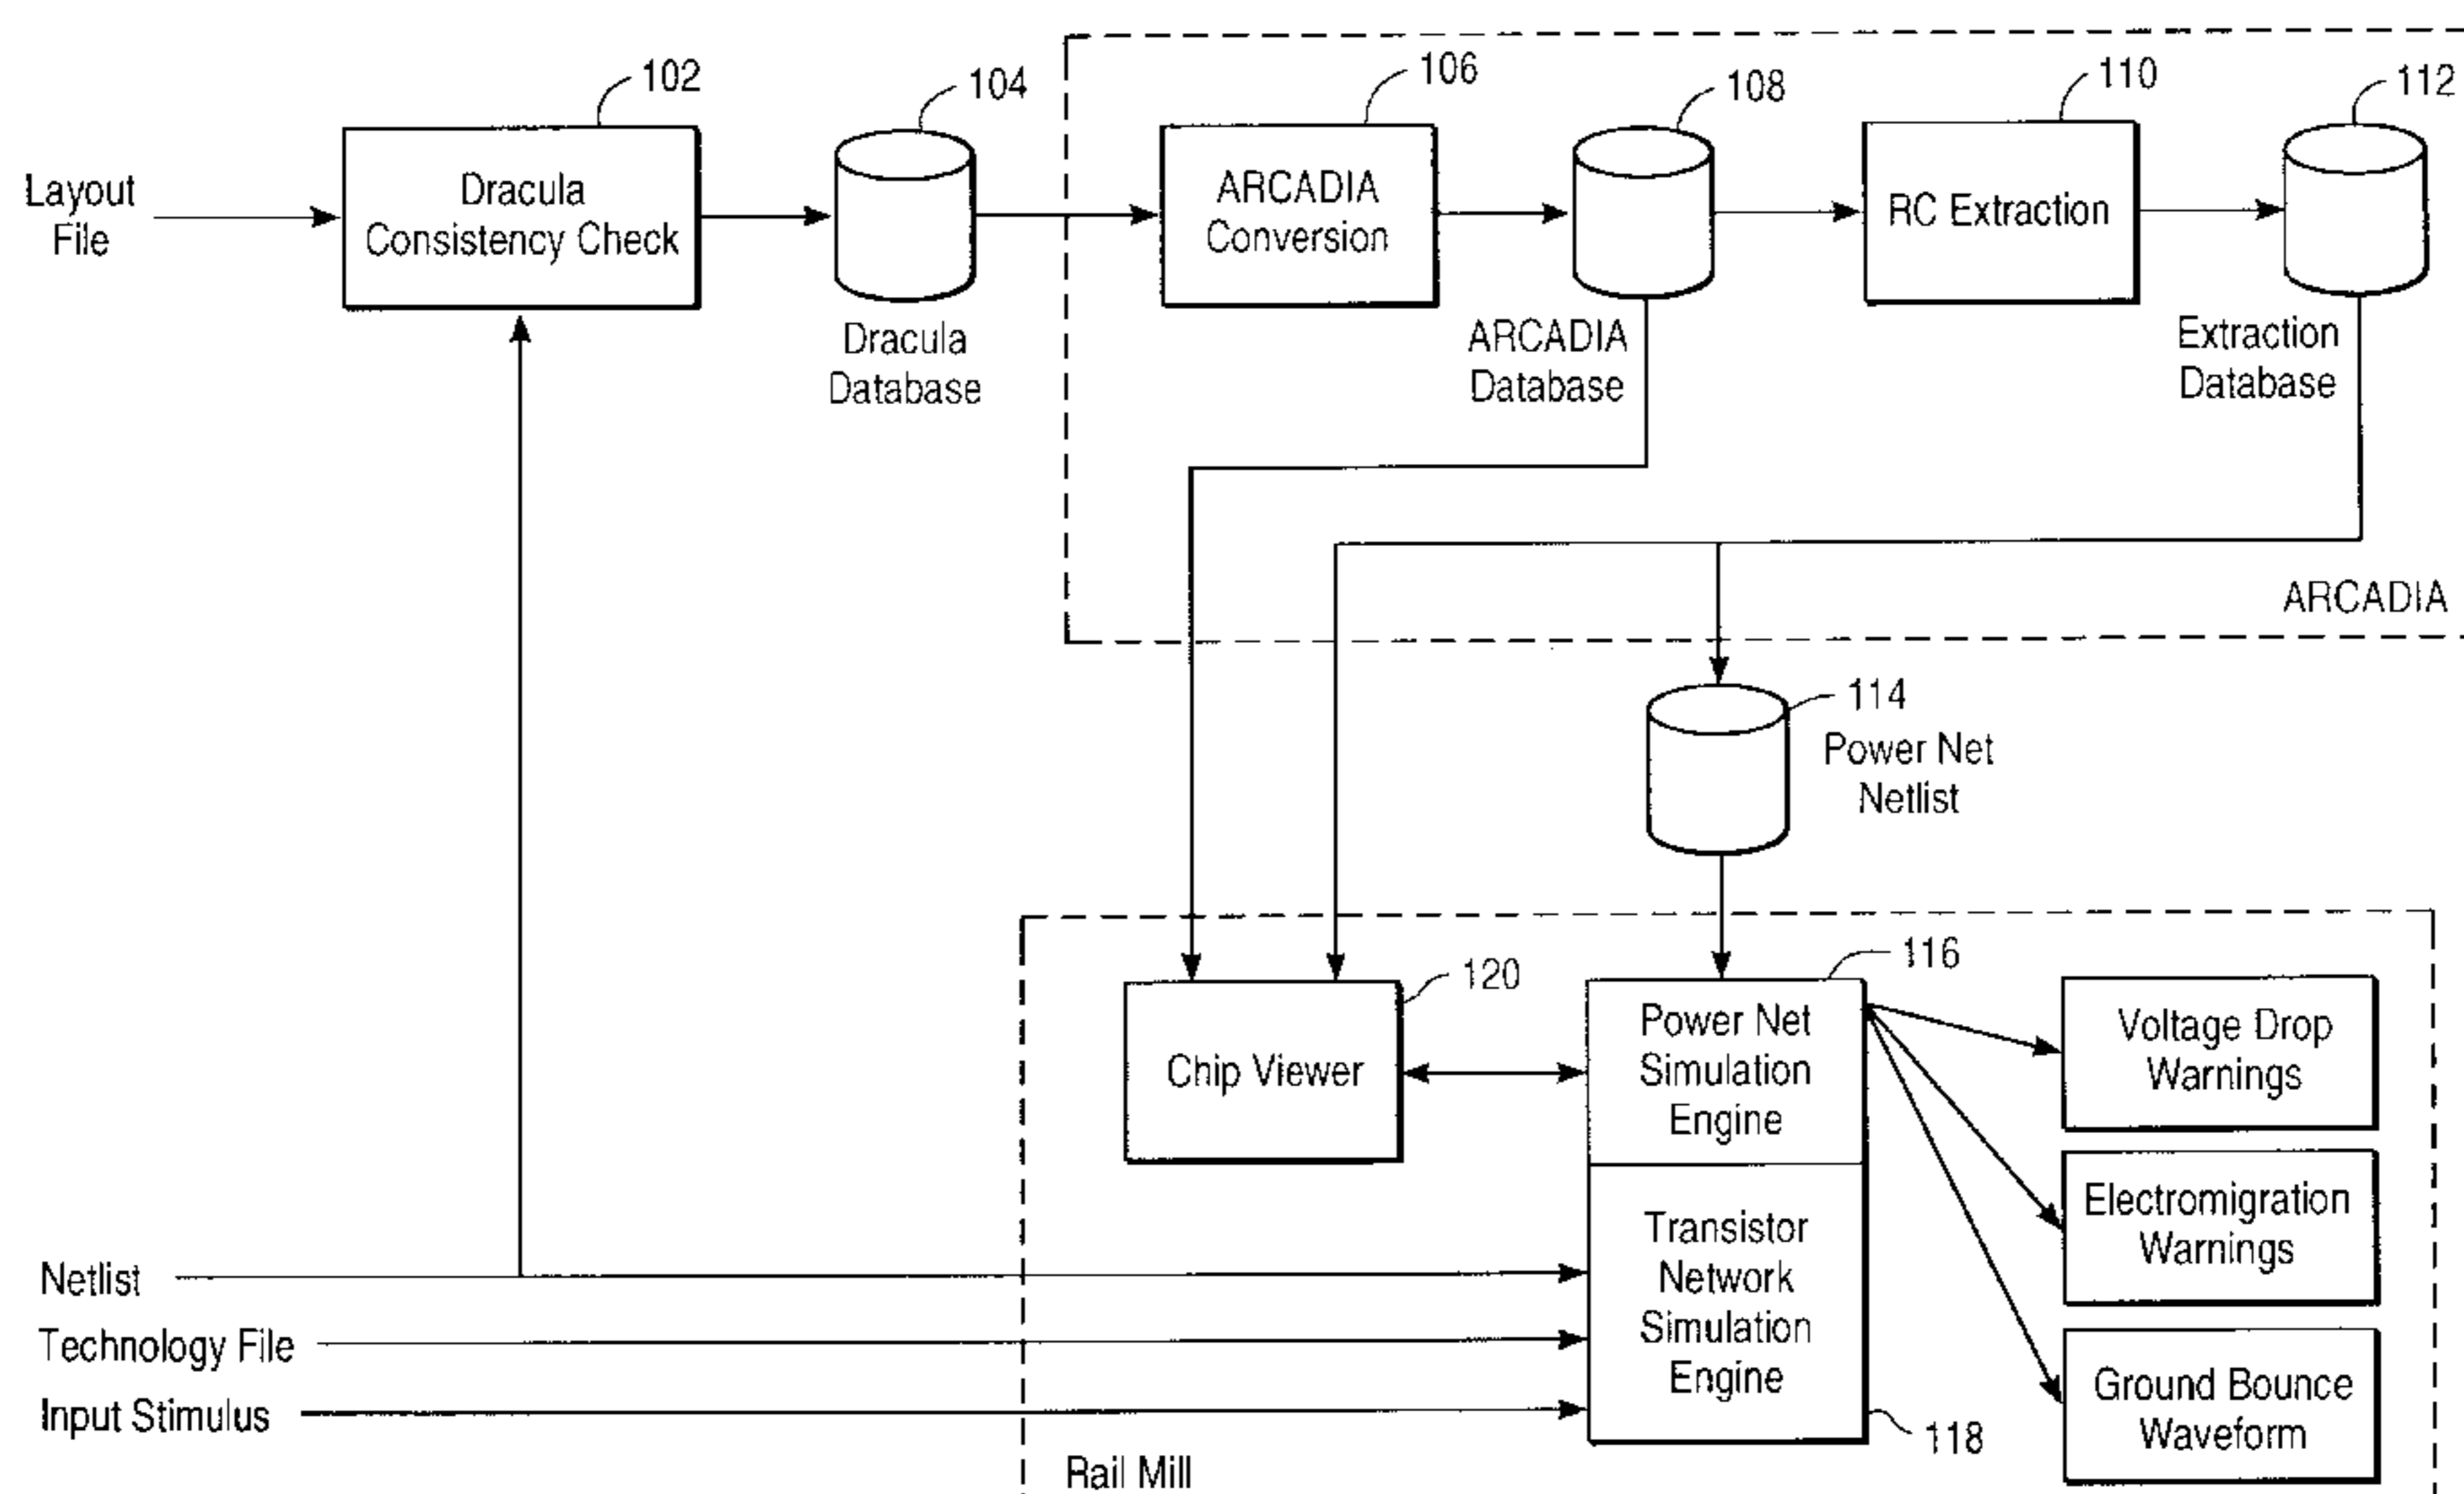 102
104
106
108
110
112
Layout
File
Dracula
Consistency Check
Dracula
Database
ARCADIA
Conversion
ARCADIA
Database
RC Extraction
Extraction
Database
ARCADIA
114
Power Net
Netlist
120
Chip Viewer
116
Power Net
Simulation
Engine
Transistor
Network
Simulation
Engine
118
Voltage Drop
Warnings
Electromigration
Warnings
Ground Bounce
Waveform
Netlist
Technology File
Input Stimulus
Rail Mill